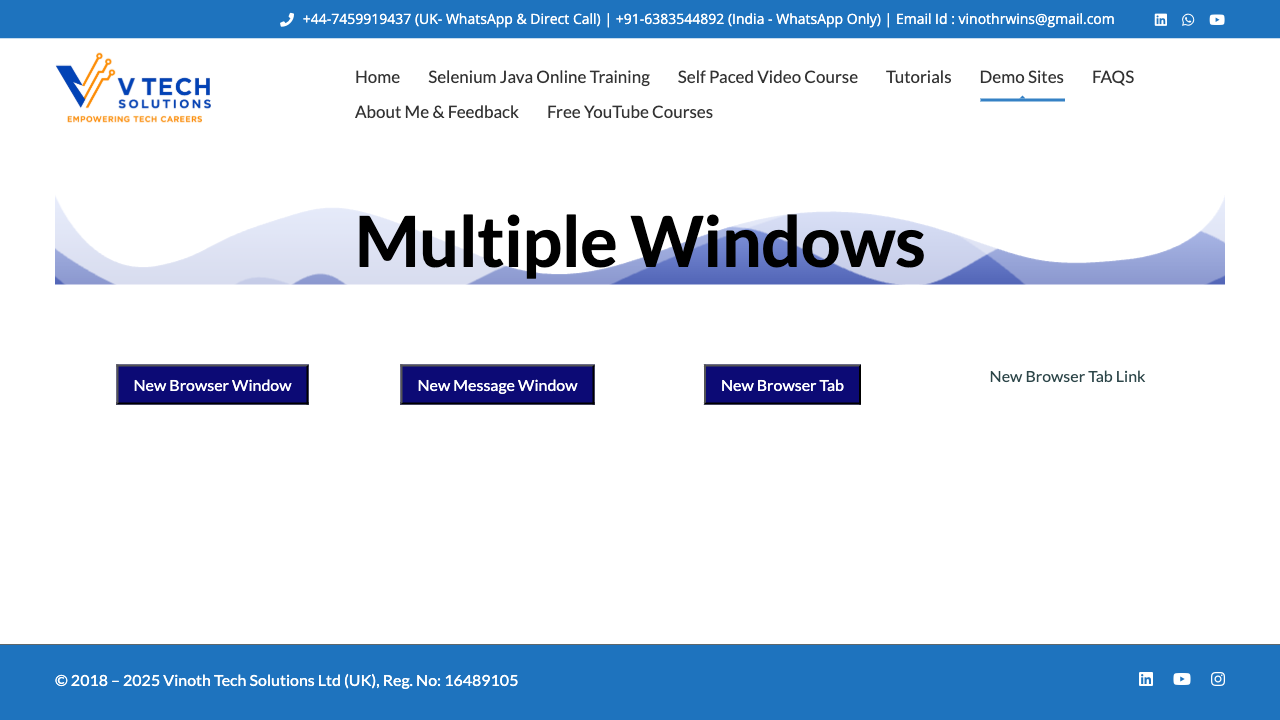 +44-7459919437 (UK- WhatsApp & Direct Call) | +91-6383544892 (India - WhatsApp Only) | Email Id : vinothrwins@gmail.com
V TECH
SOLUTIONS
EMPOWERING TECH CAREERS
Home Selenium Java Online Training Self Paced Video Course Tutorials Demo Sites FAQS
About Me & Feedback Free YouTube Courses
Multiple Windows
New Browser Window New Message Window New Browser Tab New Browser Tab Link
© 2018 – 2025 Vinoth Tech Solutions Ltd (UK), Reg. No: 16489105